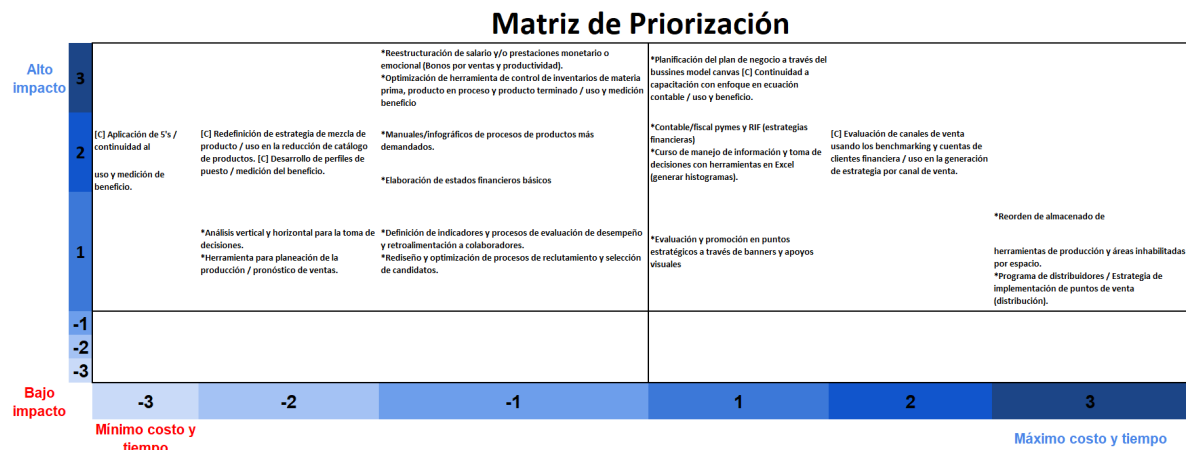 Matriz de Priorización
Alto
impacto
3
*Reestructuración de salario y/o prestaciones monetario o
emocional (Bonos por ventas y productividad).
*Optimización de herramienta de control de inventarios de materia
prima, producto en proceso y producto terminado / uso y medición
beneficio
*Planificación del plan de negocio a través del
bussines model canvas [C] Continuidad a
capacitación con enfoque en ecuación
contable / uso y beneficio.
2
[C] Aplicación de 5's /
continuidad al
uso y medición de
beneficio.
[C] Redefinición de estrategia de mezcla de
producto / uso en la reducción de catálogo
de productos. [C] Desarrollo de perfiles de
puesto / medición del beneficio.
*Manuales/infográficos de procesos de productos más
demandados.
*Elaboración de estados financieros básicos
*Contable/fiscal pymes y RIF (estrategias
financieras)
*Curso de manejo de información y toma de
decisiones con herramientas en Excel
(generar histogramas).
[C] Evaluación de canales de venta
usando los benchmarking y cuentas de
clientes financiera / uso en la generación
de estrategia por canal de venta.
1
*Análisis vertical y horizontal para la toma de
decisiones.
*Herramienta para planeación de la
producción / pronóstico de ventas.
*Definición de indicadores y procesos de evaluación de desempeño
y retroalimentación a colaboradores.
*Rediseño y optimización de procesos de reclutamiento y selección
de candidatos.
*Evaluación y promoción en puntos
estratégicos a través de banners y apoyos
visuales
*Reorden de almacenado de
herramientas de producción y áreas inhabilitadas
por espacio.
*Programa de distribuidores / Estrategia de
implementación de puntos de venta
(distribución).
-1
-2
-3
Bajo
impacto
-3
-2
-1
1
2
3
Mínimo costo y
tiempo
Máximo costo y tiempo